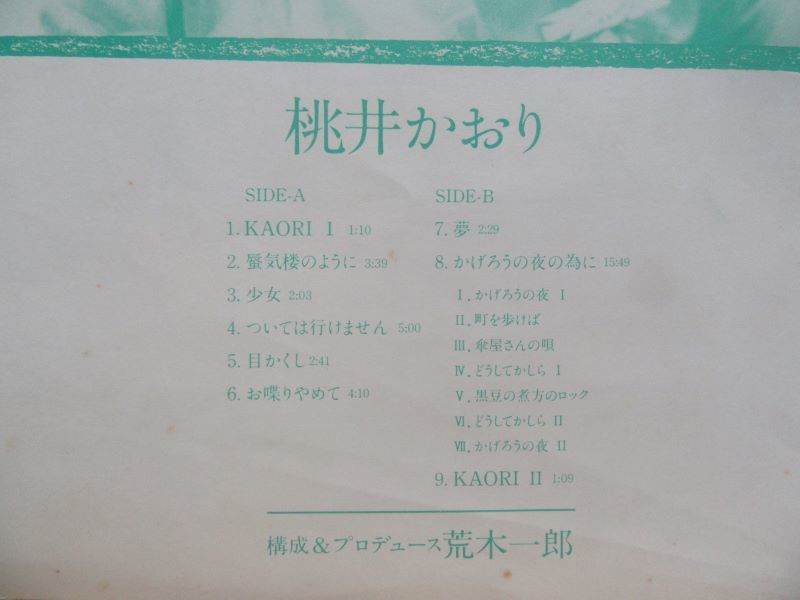 桃井かおり
SIDE-A
1. KAORI I 1:10
2. 蜃気楼のように 3:39
3. 少女 2:03
4. ついては行けません 5:00
5. 目かくし 2:41
6. お喋りやめて 4:10
SIDE-B
7. 夢 2:29
8. かげろうの夜の為に 15:49
I. かげろうの夜 I
II. 町を歩けば
III. 傘屋さんの唄
IV. どうしてかしら I
V. 黒豆の煮方のロック
VI. どうしてかしら II
VII. かげろうの夜 II
9. KAORI II 1:09
構成&プロデュース荒木一郎